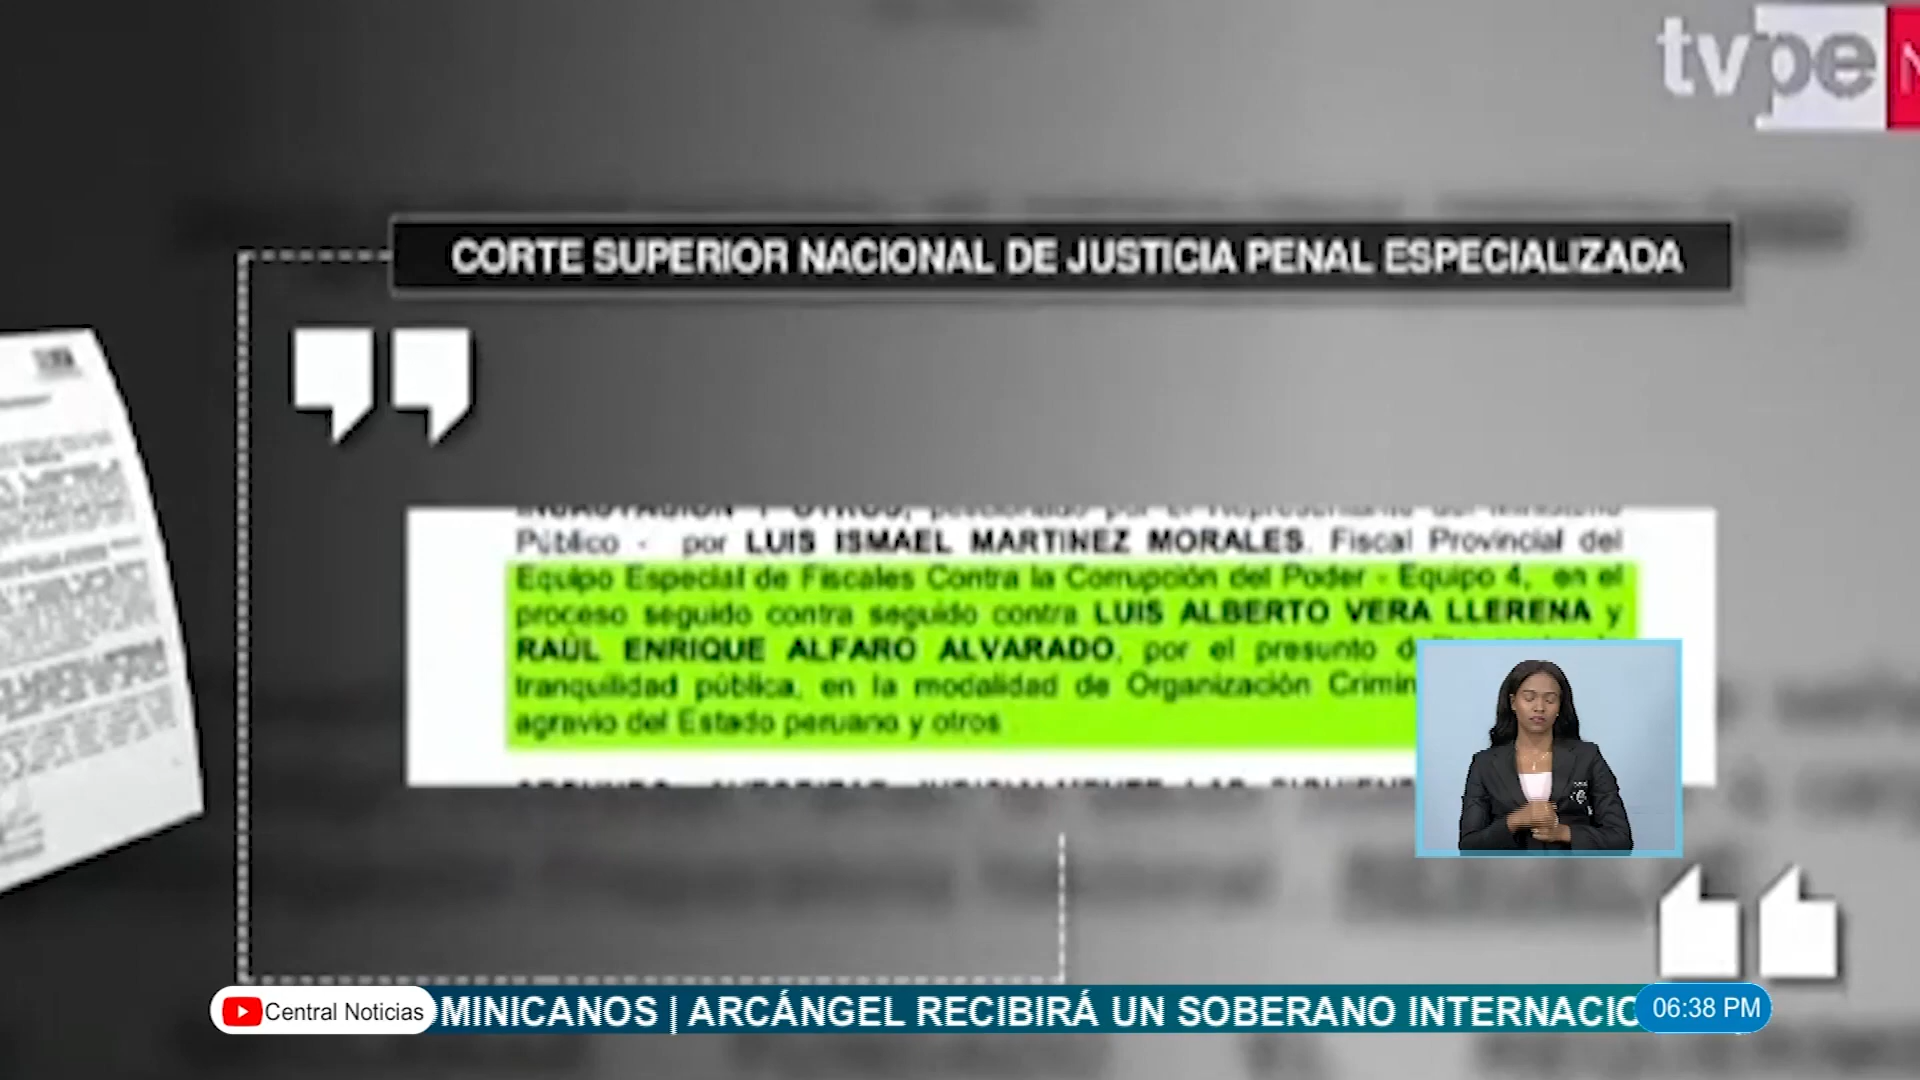 tvpe N
CORTE SUPERIOR NACIONAL DE JUSTICIA PENAL ESPECIALIZADA
Público - por LUIS ISMAEL MARTINEZ MORALES. Fiscal Provincial del
Equipo Especial de Fiscales Contra la Corrupción del Poder - Equipo 4, en el
proceso seguido contra seguido contra LUIS ALBERTO VERA LLERENA y
RAÚL ENRIQUE ALFARO ALVARADO, por el presunto
tranquilidad pública, en la modalidad de Organización Crimin
agravio del Estado peruano y otros
Central Noticias
MINICANOS | ARCÁNGEL RECIBIRÁ UN SOBERANO INTERNACIO
06:38 PM